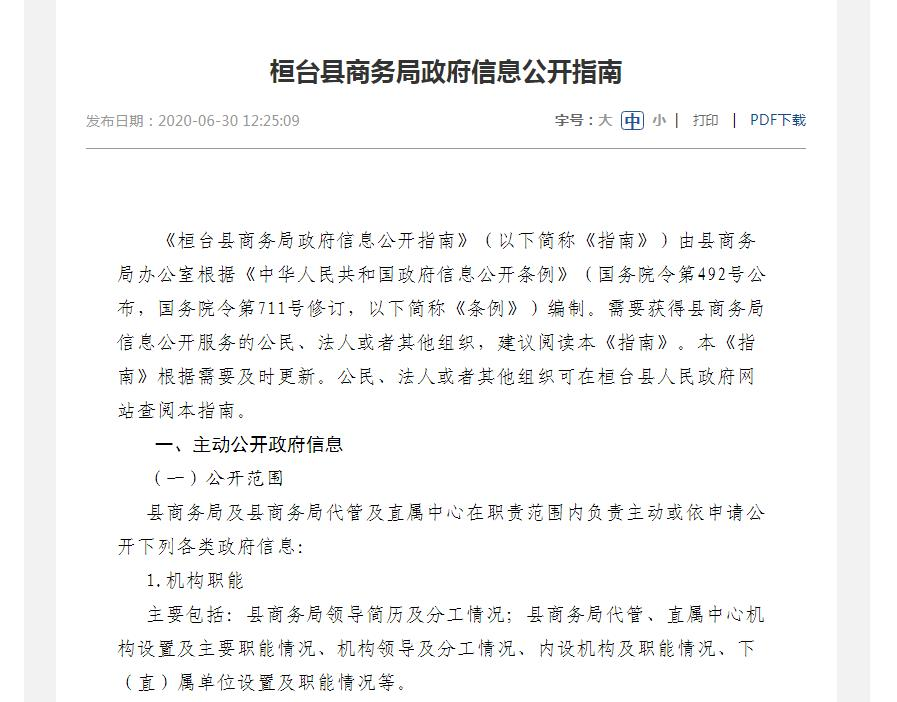 桓台县商务局政府信息公开指南
发布日期：2020-06-30 12:25:09 字号：大 中 小 | 打印 | PDF下载
《桓台县商务局政府信息公开指南》（以下简称《指南》）由县商务
局办公室根据《中华人民共和国政府信息公开条例》（国务院令第492号公
布，国务院令第711号修订，以下简称《条例》）编制。需要获得县商务局
信息公开服务的公民、法人或者其他组织，建议阅读本《指南》。本《指
南》根据需要及时更新。公民、法人或者其他组织可在桓台县人民政府网
站查阅本指南。
一、主动公开政府信息
（一）公开范围
县商务局及县商务局代管及直属中心在职责范围内负责主动或依申请公
开下列各类政府信息：
1.机构职能
主要包括：县商务局领导简历及分工情况；县商务局代管、直属中心机
构设置及主要职能情况、机构领导及分工情况、内设机构及职能情况、下
（直）属单位设置及职能情况等。